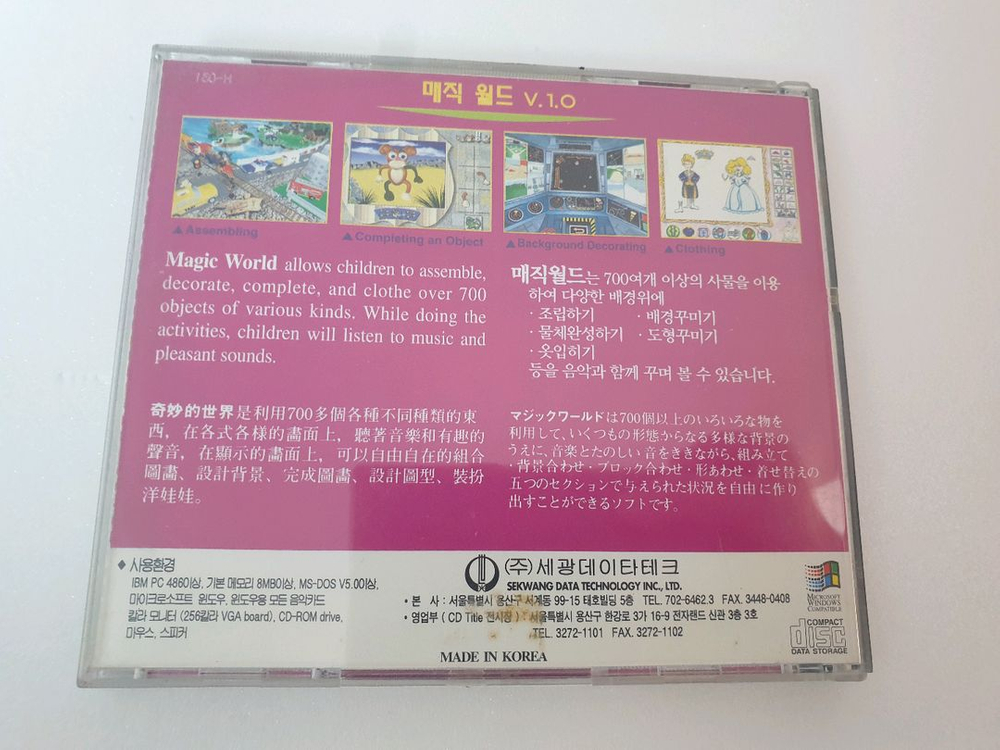 150-H
매직 월드 V.1.0
▲Assembling
▲Completing an Object
▲Background Decorating
▲Clothing
Magic World allows children to assemble,
decorate, complete, and clothe over 700
objects of various kinds. While doing the
activities, children will listen to music and
pleasant sounds.
매직월드는 700여개 이상의 사물을 이용
하여 다양한 배경위에
· 조립하기 · 배경꾸미기
· 물체완성하기 · 도형꾸미기
· 옷입히기
등을 음악과 함께 꾸며 볼 수 있습니다.
奇妙的世界是利用700多個各種不同種類的東
西，在各式各樣的畫面上，聽著音樂和有趣的
聲音，在顯示的畫面上，可以自由自在的組合
圖畫、設計背景、完成圖畫、設計圖型、裝扮
洋娃娃。
マジックワールドは700個以上のいろいろな物を
利用して、いくつもの形態からなる多様な背景の
うえに、音楽とたのしい音をききながら、組み立て
・背景合わせ・ブロック合わせ・形あわせ・着せ替えの
五つのセクションで与えられた状況を自由に作り
出すことができるソフトです。
◆ 사용환경
IBM PC 486이상, 기본 메모리 8MB이상, MS-DOS V5.0이상,
마이크로소프트 윈도우, 윈도우용 모든 음악카드
칼라 모니터 (256칼라 VGA board), CD-ROM drive,
마우스, 스피커
(주)세광데이타테크
SEKWANG DATA TECHNOLOGY INC., LTD.
• 본 사 : 서울특별시 용산구 서계동 99-15 태호빌딩 5층 TEL. 702-6462.3 FAX. 3448-0408
• 영업부 ( CD Title 전시장 ) : 서울특별시 용산구 한강로 3가 16-9 전자랜드 신관 3층 3호
TEL. 3272-1101 FAX. 3272-1102
MADE IN KOREA
MICROSOFT
WINDOWS
COMPATIBLE
COMPACT
disc
DATA STORAGE